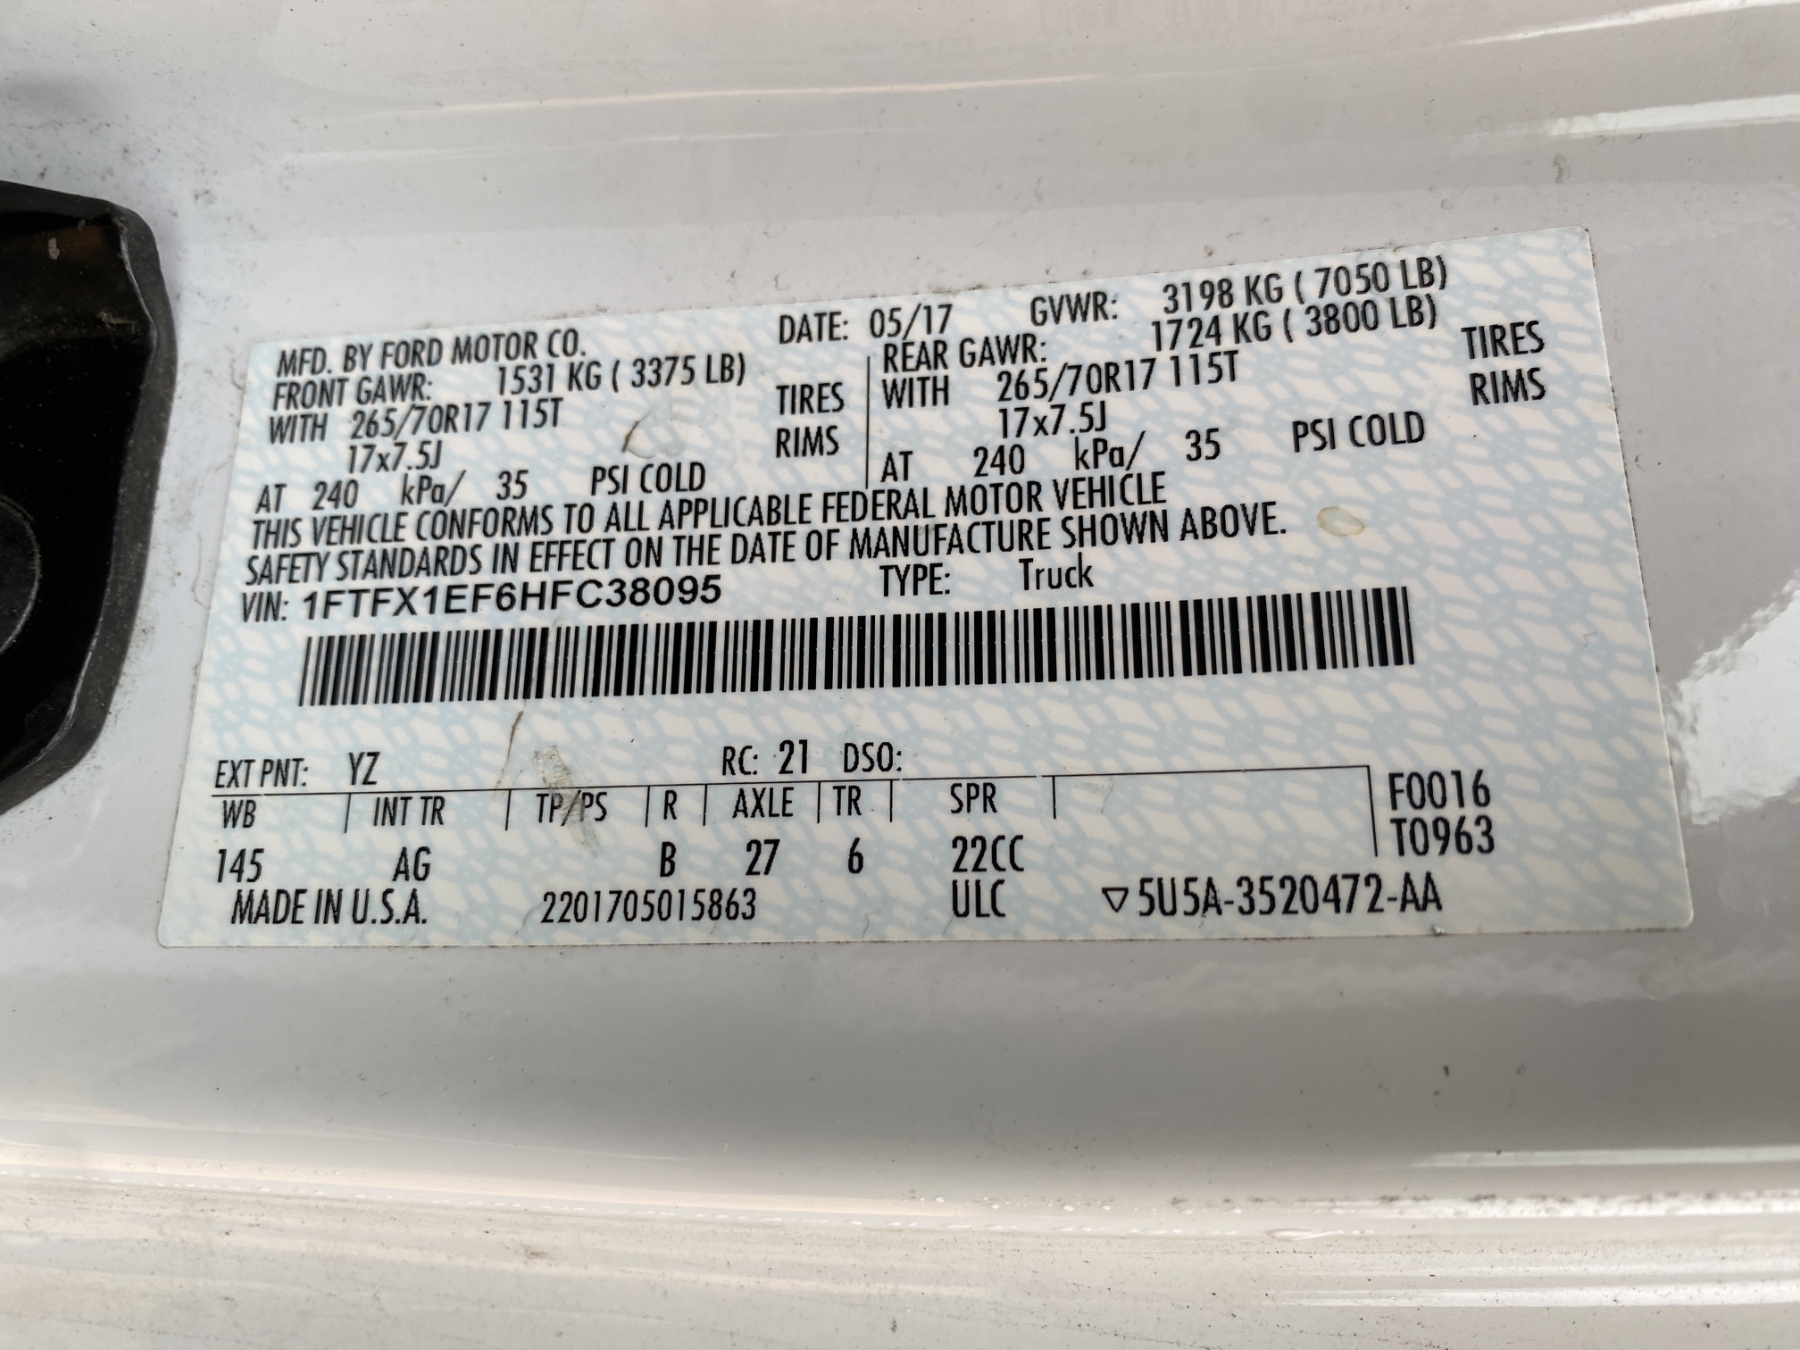 MFD. BY FORD MOTOR CO. DATE: 05/17 GVWR: 3198 KG ( 7050 LB)
FRONT GAWR: 1531 KG ( 3375 LB) REAR GAWR: 1724 KG ( 3800 LB)
WITH 265/70R17 115T TIRES WITH 265/70R17 115T TIRES
17x7.5J RIMS 17x7.5J RIMS
AT 240 kPa/ 35 PSI COLD AT 240 kPa/ 35 PSI COLD
THIS VEHICLE CONFORMS TO ALL APPLICABLE FEDERAL MOTOR VEHICLE
SAFETY STANDARDS IN EFFECT ON THE DATE OF MANUFACTURE SHOWN ABOVE.
VIN: 1FTFX1EF6HFC38095 TYPE: Truck
EXT PNT: YZ RC: 21 DSO:
WB INT TR TP/PS R AXLE TR SPR F0016
T0963
145 AG B 27 6 22CC
MADE IN U.S.A. 2201705015863 ULC ▽5U5A-3520472-AA